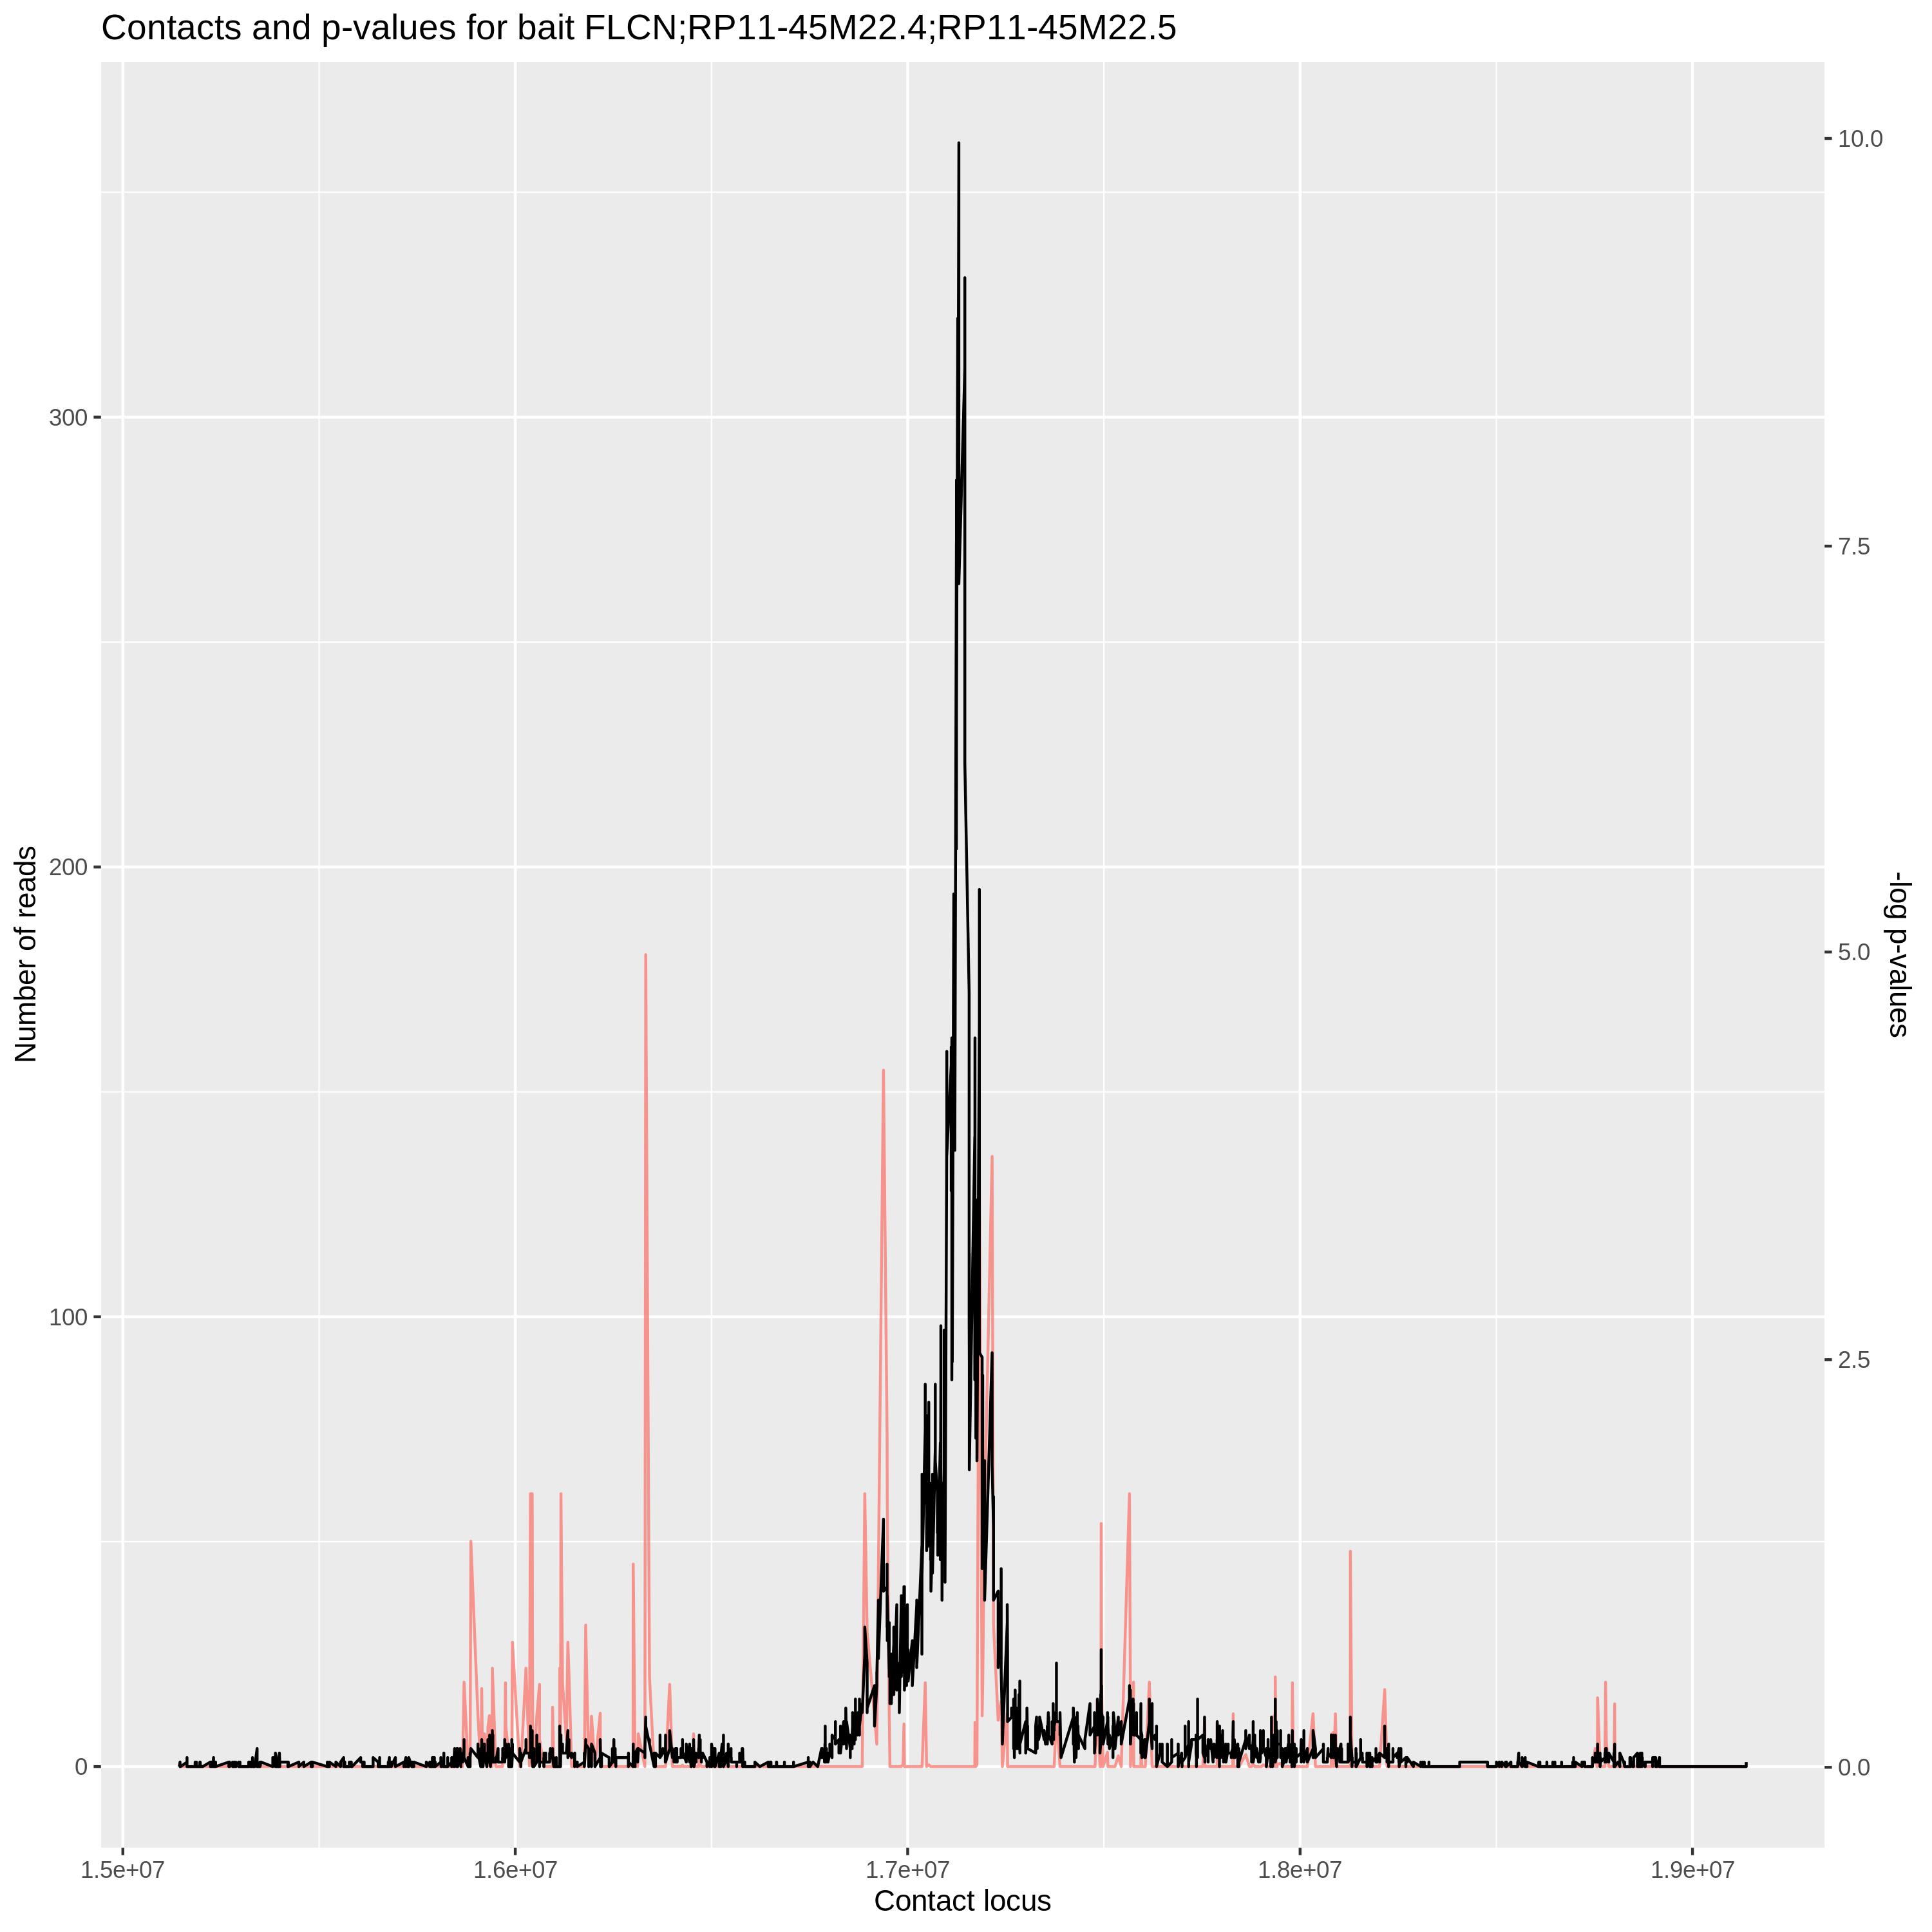 Contacts and p-values for bait FLCN;RP11-45M22.4;RP11-45M22.5
Number of reads
300
200
100
0
10.0
7.5
5.0
2.5
0.0
-log p-values
1.5e+07 1.6e+07 1.7e+07 1.8e+07 1.9e+07
Contact locus